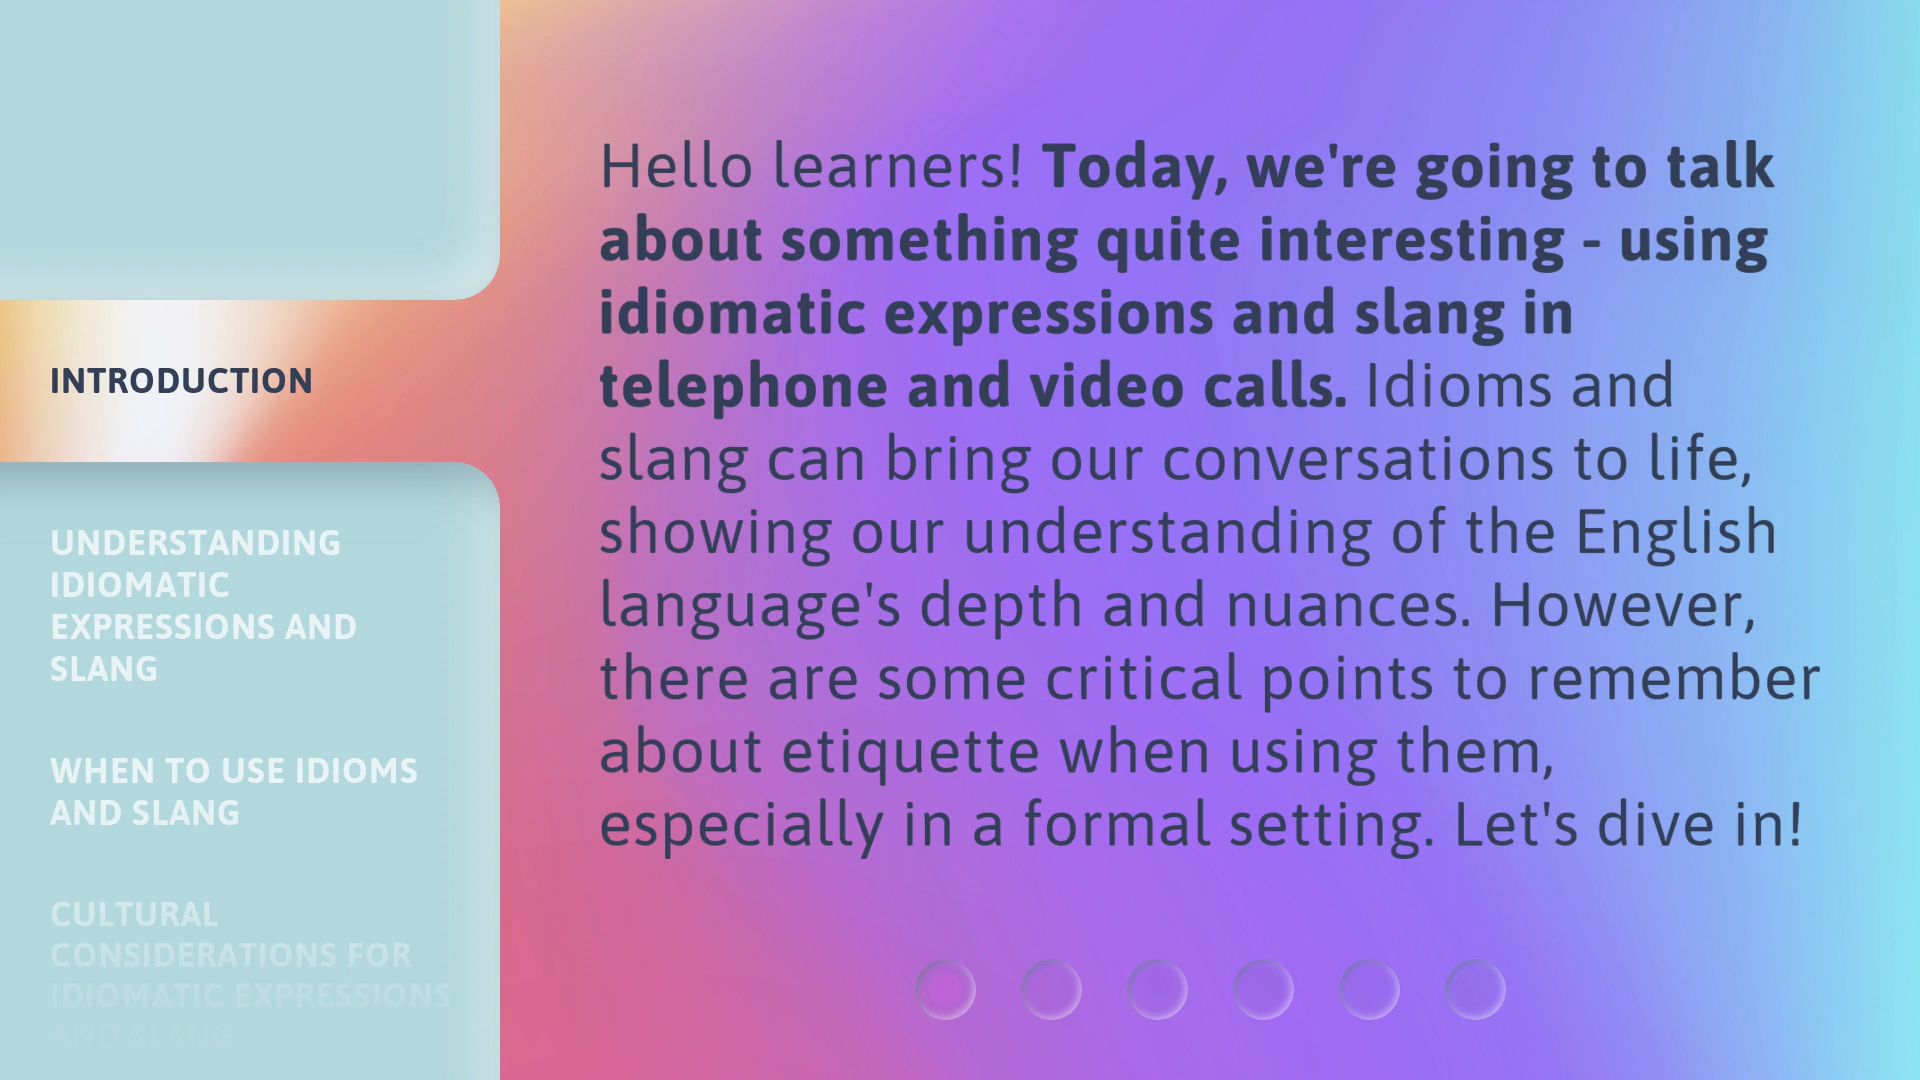 INTRODUCTION
UNDERSTANDING
IDIOMATIC
EXPRESSIONS AND
SLANG
WHEN TO USE IDIOMS
AND SLANG
CULTURAL
CONSIDERATIONS FOR
IDIOMATIC EXPRESSIONS
AND SLANG
Hello learners! Today, we're going to talk
about something quite interesting - using
idiomatic expressions and slang in
telephone and video calls. Idioms and
slang can bring our conversations to life,
showing our understanding of the English
language's depth and nuances. However,
there are some critical points to remember
about etiquette when using them,
especially in a formal setting. Let's dive in!